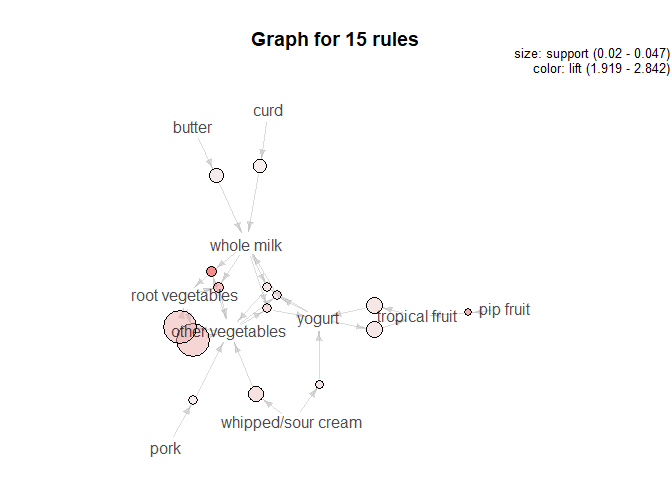 Graph for 15 rules
size: support (0.02 - 0.047)
color: lift (1.919 - 2.842)
curd
butter
whole milk
root vegetables
other vegetables
yogurt
tropical fruit
pip fruit
whipped/sour cream
pork